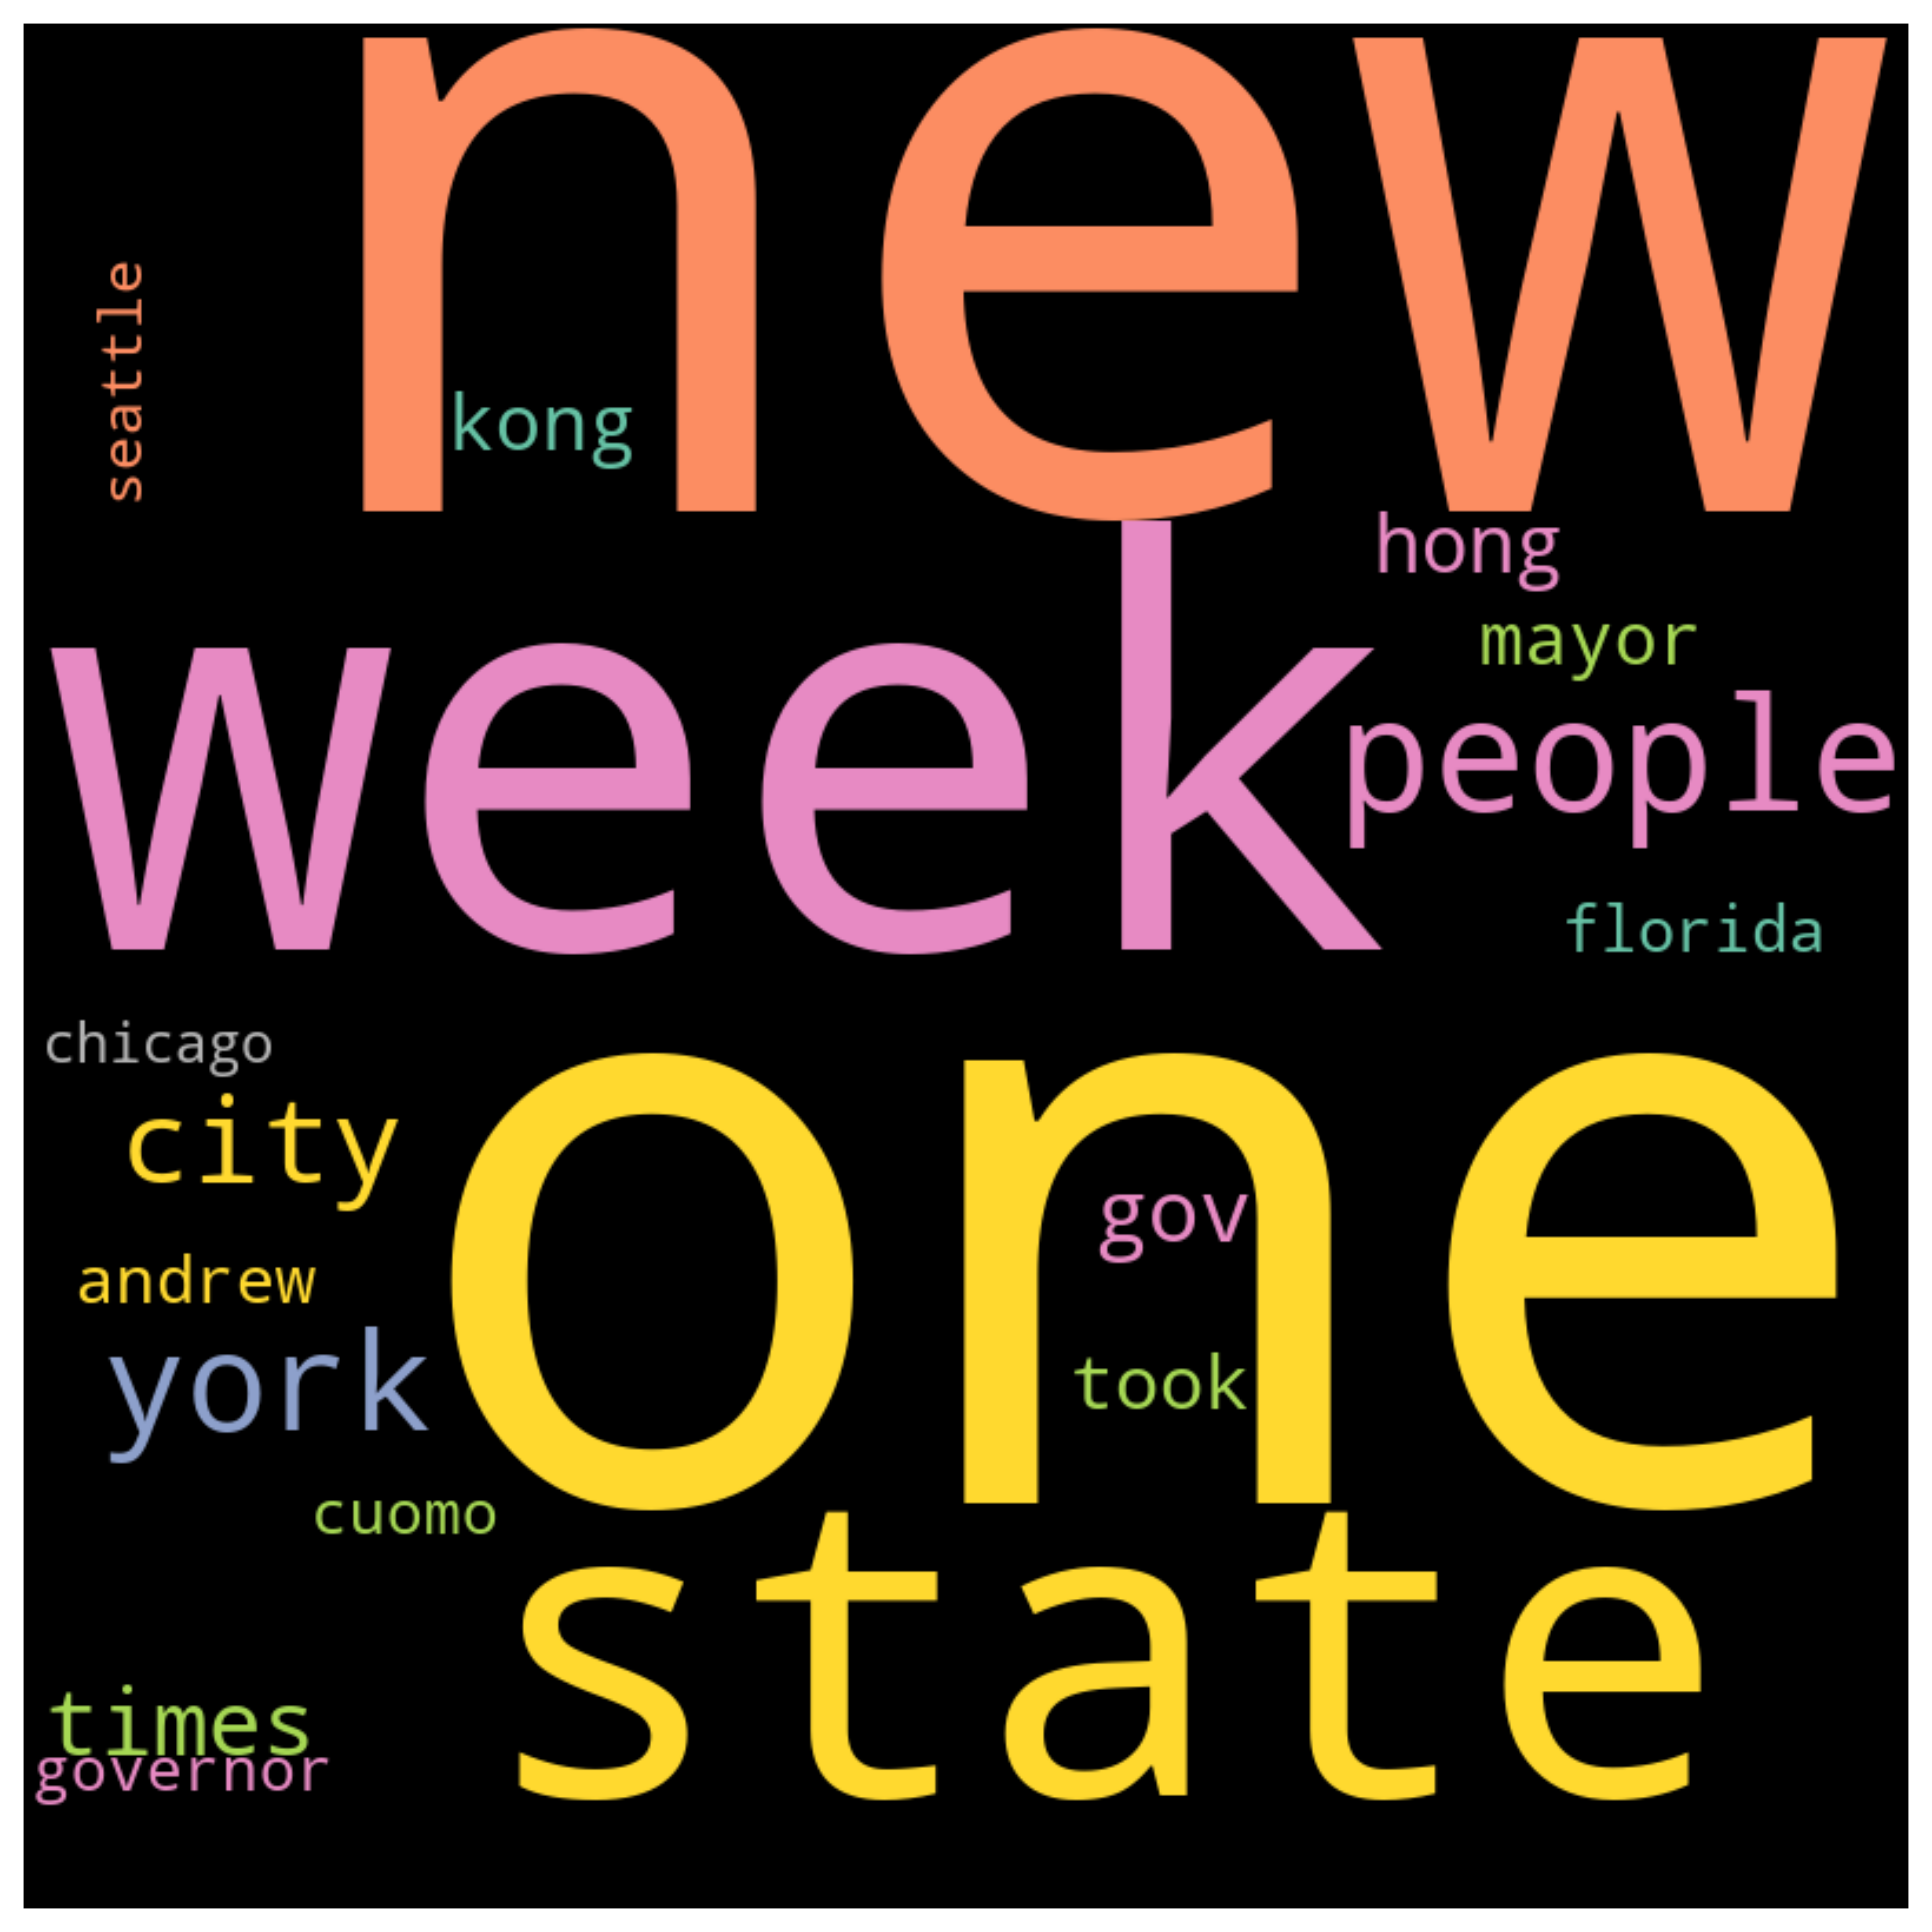 new
seattle
kong
hong
week
mayor
people
florida
chicago
one
city
gov
andrew
york
took
cuomo
state
times
governor